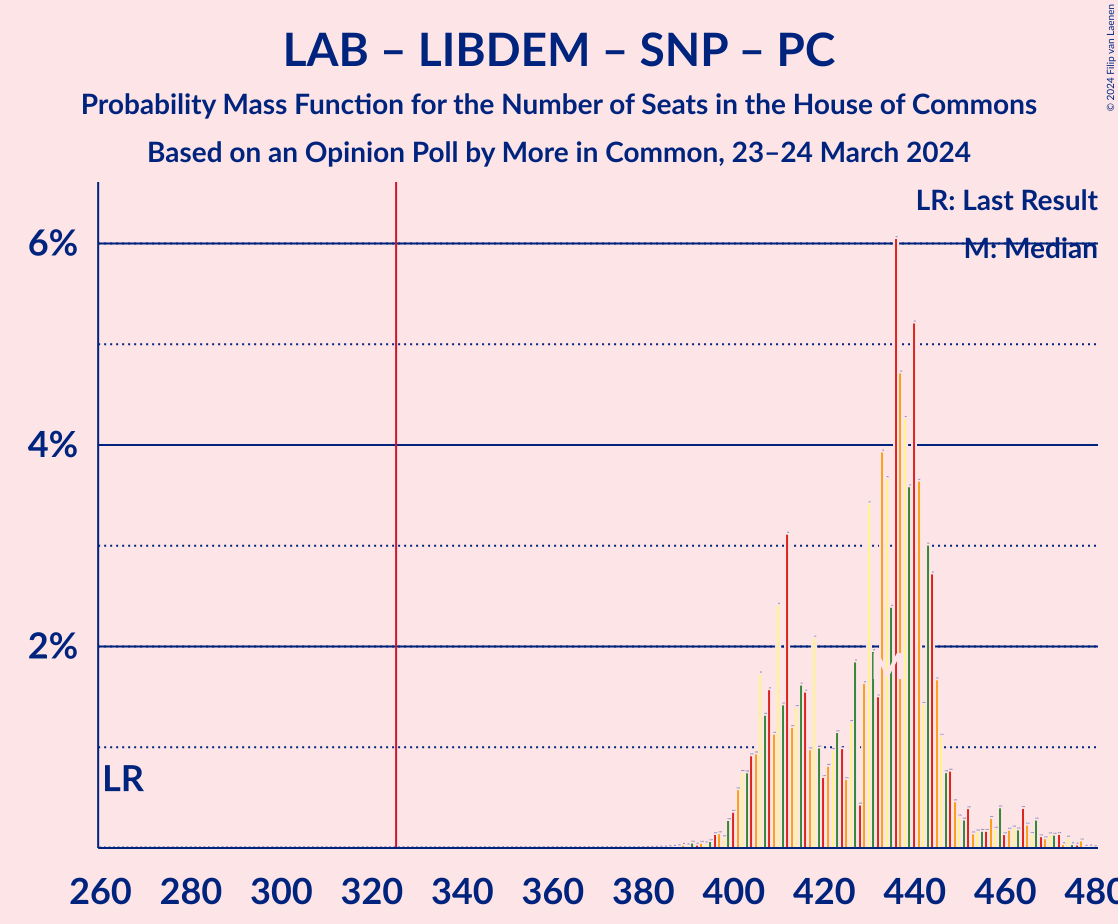 LAB – LIBDEM – SNP – PC
Probability Mass Function for the Number of Seats in the House of Commons
Based on an Opinion Poll by More in Common, 23–24 March 2024
© 2024 Filip van Laenen
LR: Last Result
M: Median
6%
4%
2%
LR
260 280 300 320 340 360 380 400 420 440 460 480